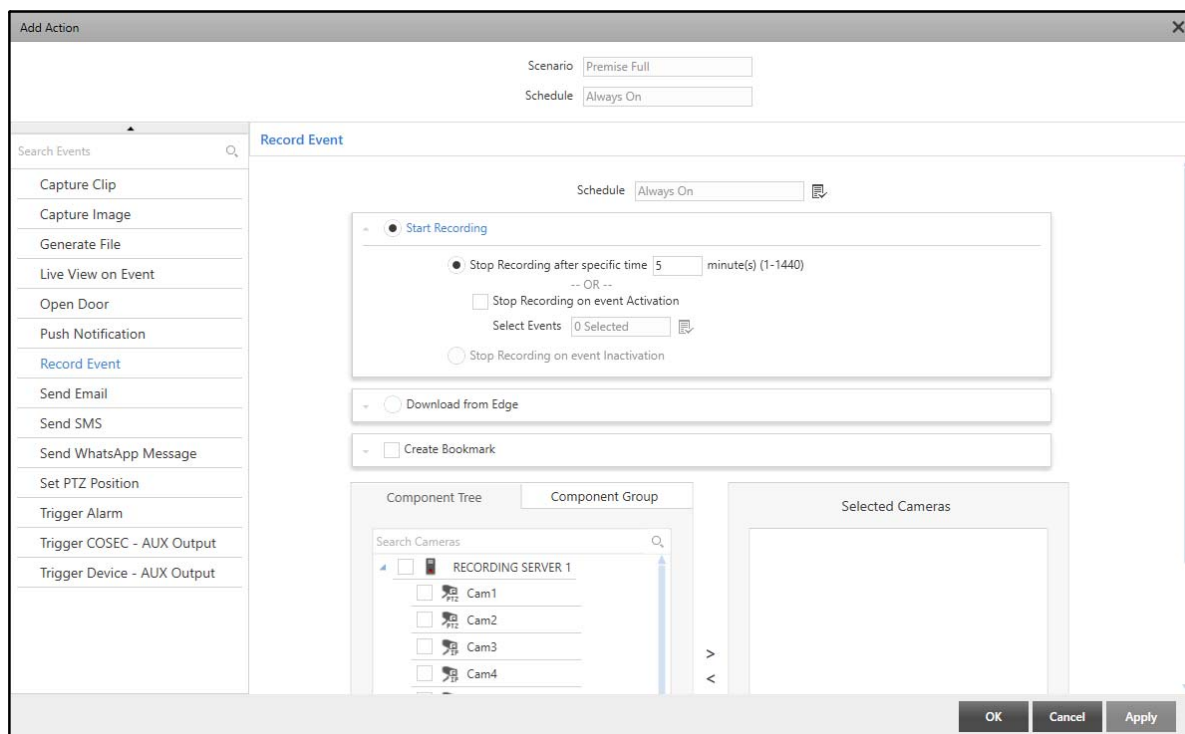 Add Action
Scenario Premise Full
Schedule Always On
Search Events
Capture Clip
Capture Image
Generate File
Live View on Event
Open Door
Push Notification
Record Event
Send Email
Send SMS
Send WhatsApp Message
Set PTZ Position
Trigger Alarm
Trigger COSEC - AUX Output
Trigger Device - AUX Output
Record Event
Schedule Always On
Start Recording
Stop Recording after specific time 5 minute(s) (1-1440)
-- OR --
Stop Recording on event Activation
Select Events 0 Selected
Stop Recording on event Inactivation
Download from Edge
Create Bookmark
Component Tree Component Group
Search Cameras
RECORDING SERVER 1
PTZ Cam1
PTZ Cam2
IP Cam3
IP Cam4
>
<
Selected Cameras
OK Cancel Apply